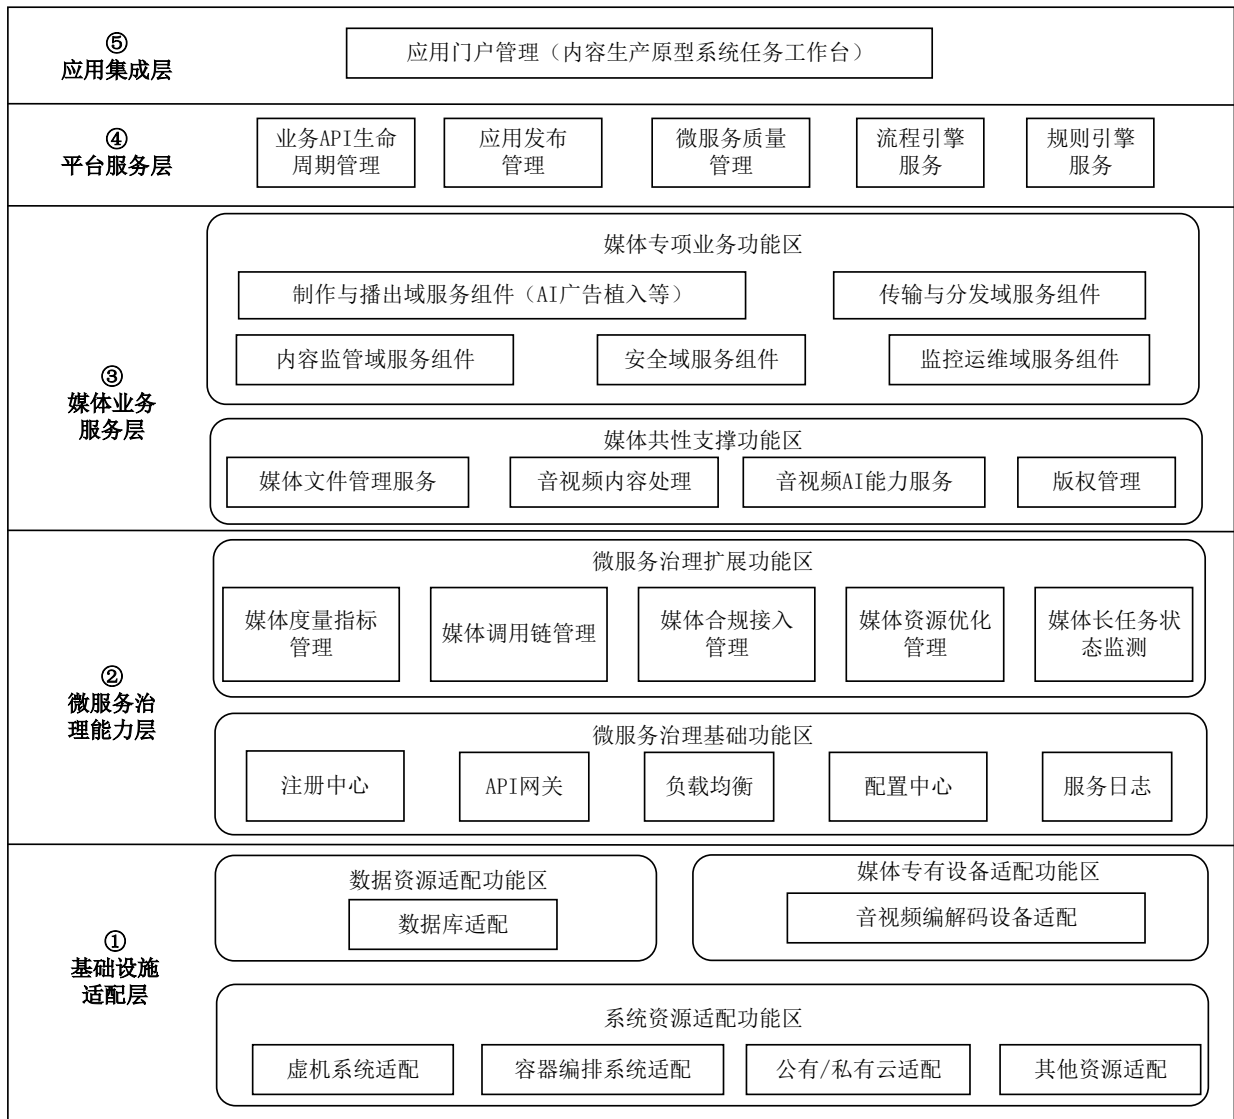 ⑤
应用集成层
应用门户管理（内容生产原型系统任务工作台）
④
平台服务层
业务API生命
周期管理
应用发布
管理
微服务质量
管理
流程引擎
服务
规则引擎
服务
③
媒体业务
服务层
媒体专项业务功能区
制作与播出域服务组件（AI广告植入等）
传输与分发域服务组件
内容监管域服务组件
安全域服务组件
监控运维域服务组件
媒体共性支撑功能区
媒体文件管理服务
音视频内容处理
音视频AI能力服务
版权管理
②
微服务治
理能力层
微服务治理扩展功能区
媒体度量指标
管理
媒体调用链管理
媒体合规接入
管理
媒体资源优化
管理
媒体长任务状
态监测
微服务治理基础功能区
注册中心
API网关
负载均衡
配置中心
服务日志
①
基础设施
适配层
数据资源适配功能区
数据库适配
媒体专有设备适配功能区
音视频编解码设备适配
系统资源适配功能区
虚机系统适配
容器编排系统适配
公有/私有云适配
其他资源适配